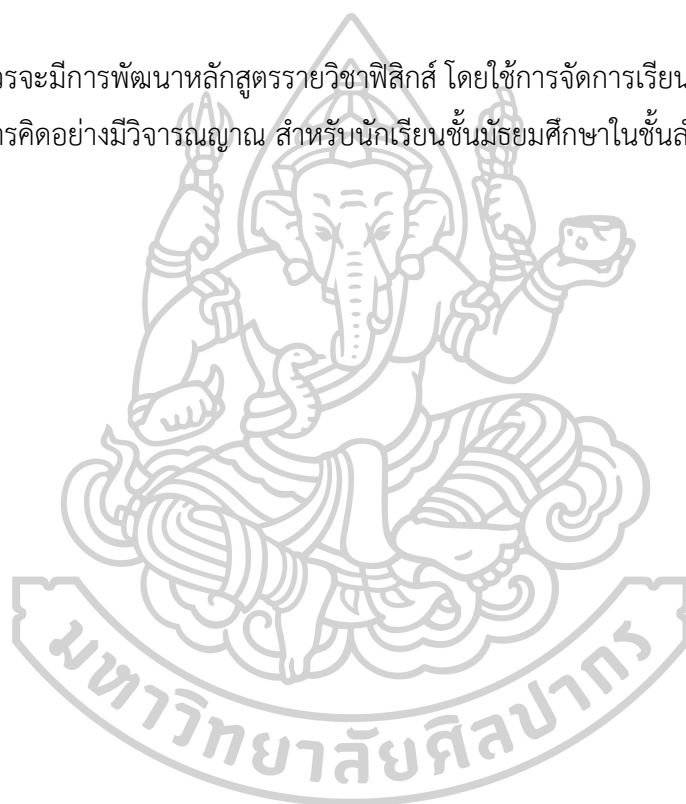 วรจะมีการพัฒนาหลักสูตรรายวิชาฟิสิกส์ โดยใช้การจัดการเรียน
ารคิดอย่างมีวิจารณญาณ สำหรับนักเรียนชั้นมัธยมศึกษาในชั้น
มหาวิทยาลัยศิลปากร